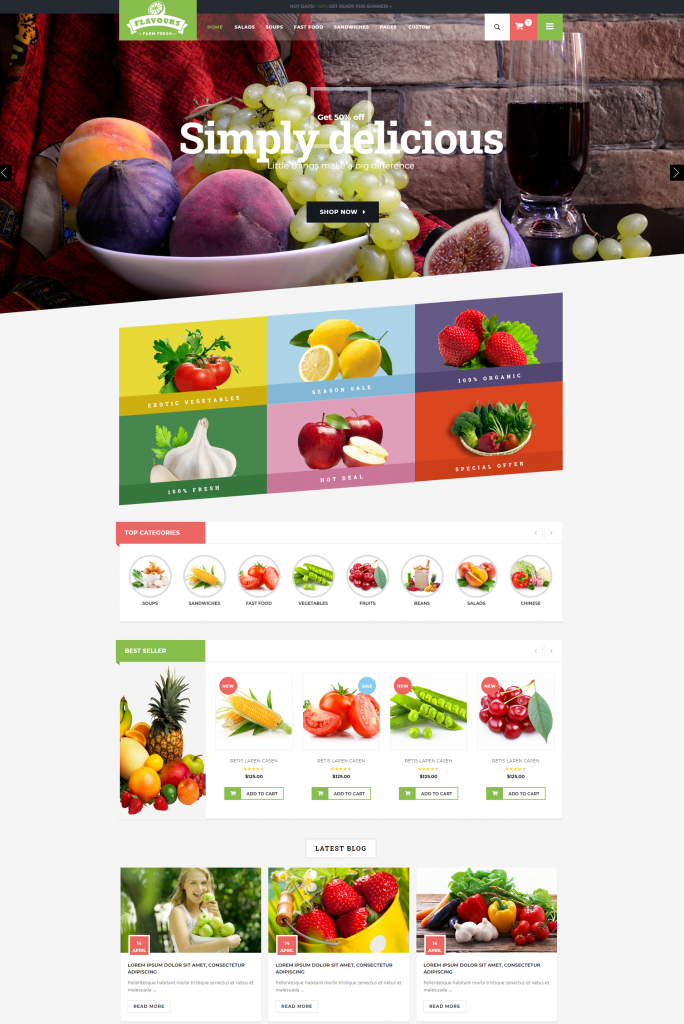 HOT DAYS! - 50% GET READY FOR SUMMER! >
FLAVOURS
FARM FRESH
HOME SALADS SOUPS FAST FOOD SANDWICHES PAGES CUSTOM
Get 50% off
Simply delicious
Little things make a big difference
SHOP NOW
EXOTIC VEGETABLES
SEASON SALE
100% ORGANIC
100% FRESH
HOT DEAL
SPECIAL OFFER
TOP CATEGORIES
SOUPS SANDWICHES FAST FOOD VEGETABLES FRUITS BEANS SALADS CHINESE
BEST SELLER
NEW SALE NEW NEW
RETIS LAPEN CASEN RETIS LAPEN CASEN RETIS LAPEN CASEN RETIS LAPEN CASEN
$125.00 $125.00 $125.00 $125.00
ADD TO CART ADD TO CART ADD TO CART ADD TO CART
LATEST BLOG
14 APRIL
LOREM IPSUM DOLOR SIT AMET, CONSECTETUR
ADIPISCING
Pellentesque habitant morbi tristique senectus et netus et
malesuada ...
READ MORE
14 APRIL
LOREM IPSUM DOLOR SIT AMET, CONSECTETUR
ADIPISCING
Pellentesque habitant morbi tristique senectus et netus et
malesuada ...
READ MORE
14 APRIL
LOREM IPSUM DOLOR SIT AMET, CONSECTETUR
ADIPISCING
Pellentesque habitant morbi tristique senectus et netus et
malesuada ...
READ MORE